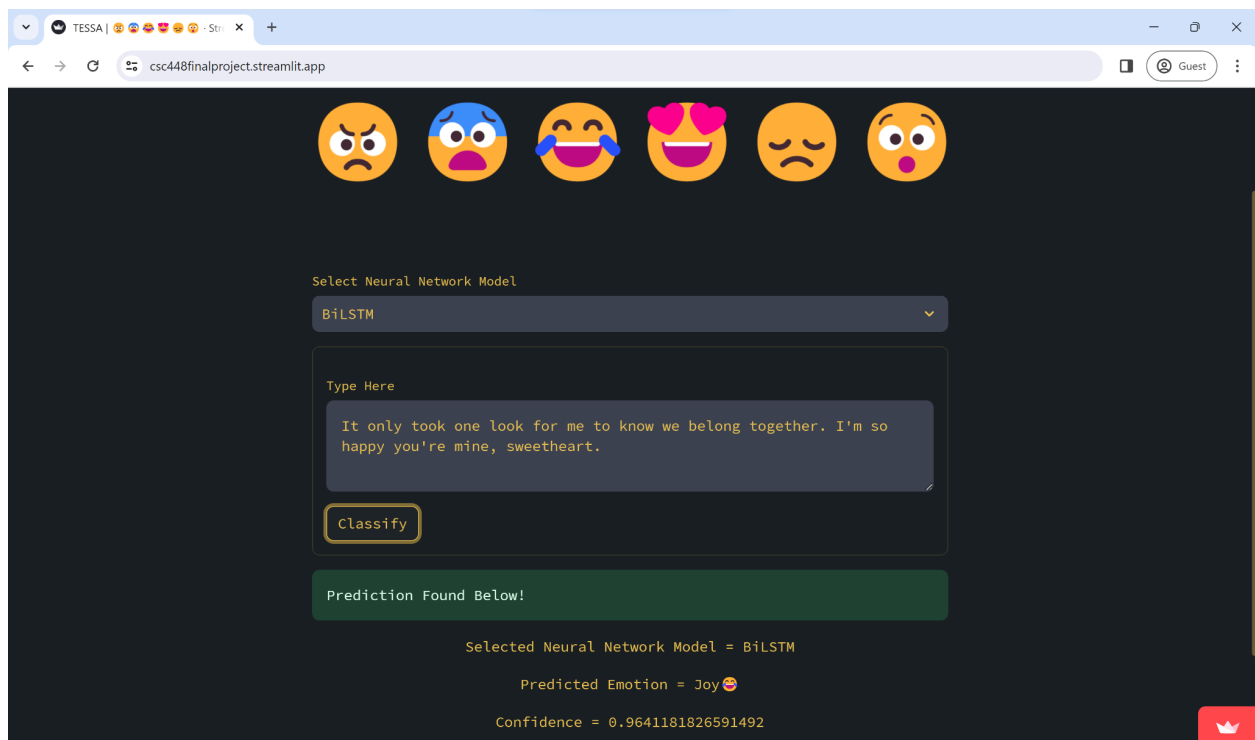 TESSA | 😠 😨 😂 😍 😞 😲 · Str
csc448finalproject.streamlit.app
Guest
Select Neural Network Model
BiLSTM
Type Here
It only took one look for me to know we belong together. I'm so
happy you're mine, sweetheart.
Classify
Prediction Found Below!
Selected Neural Network Model = BiLSTM
Predicted Emotion = Joy😂
Confidence = 0.9641181826591492